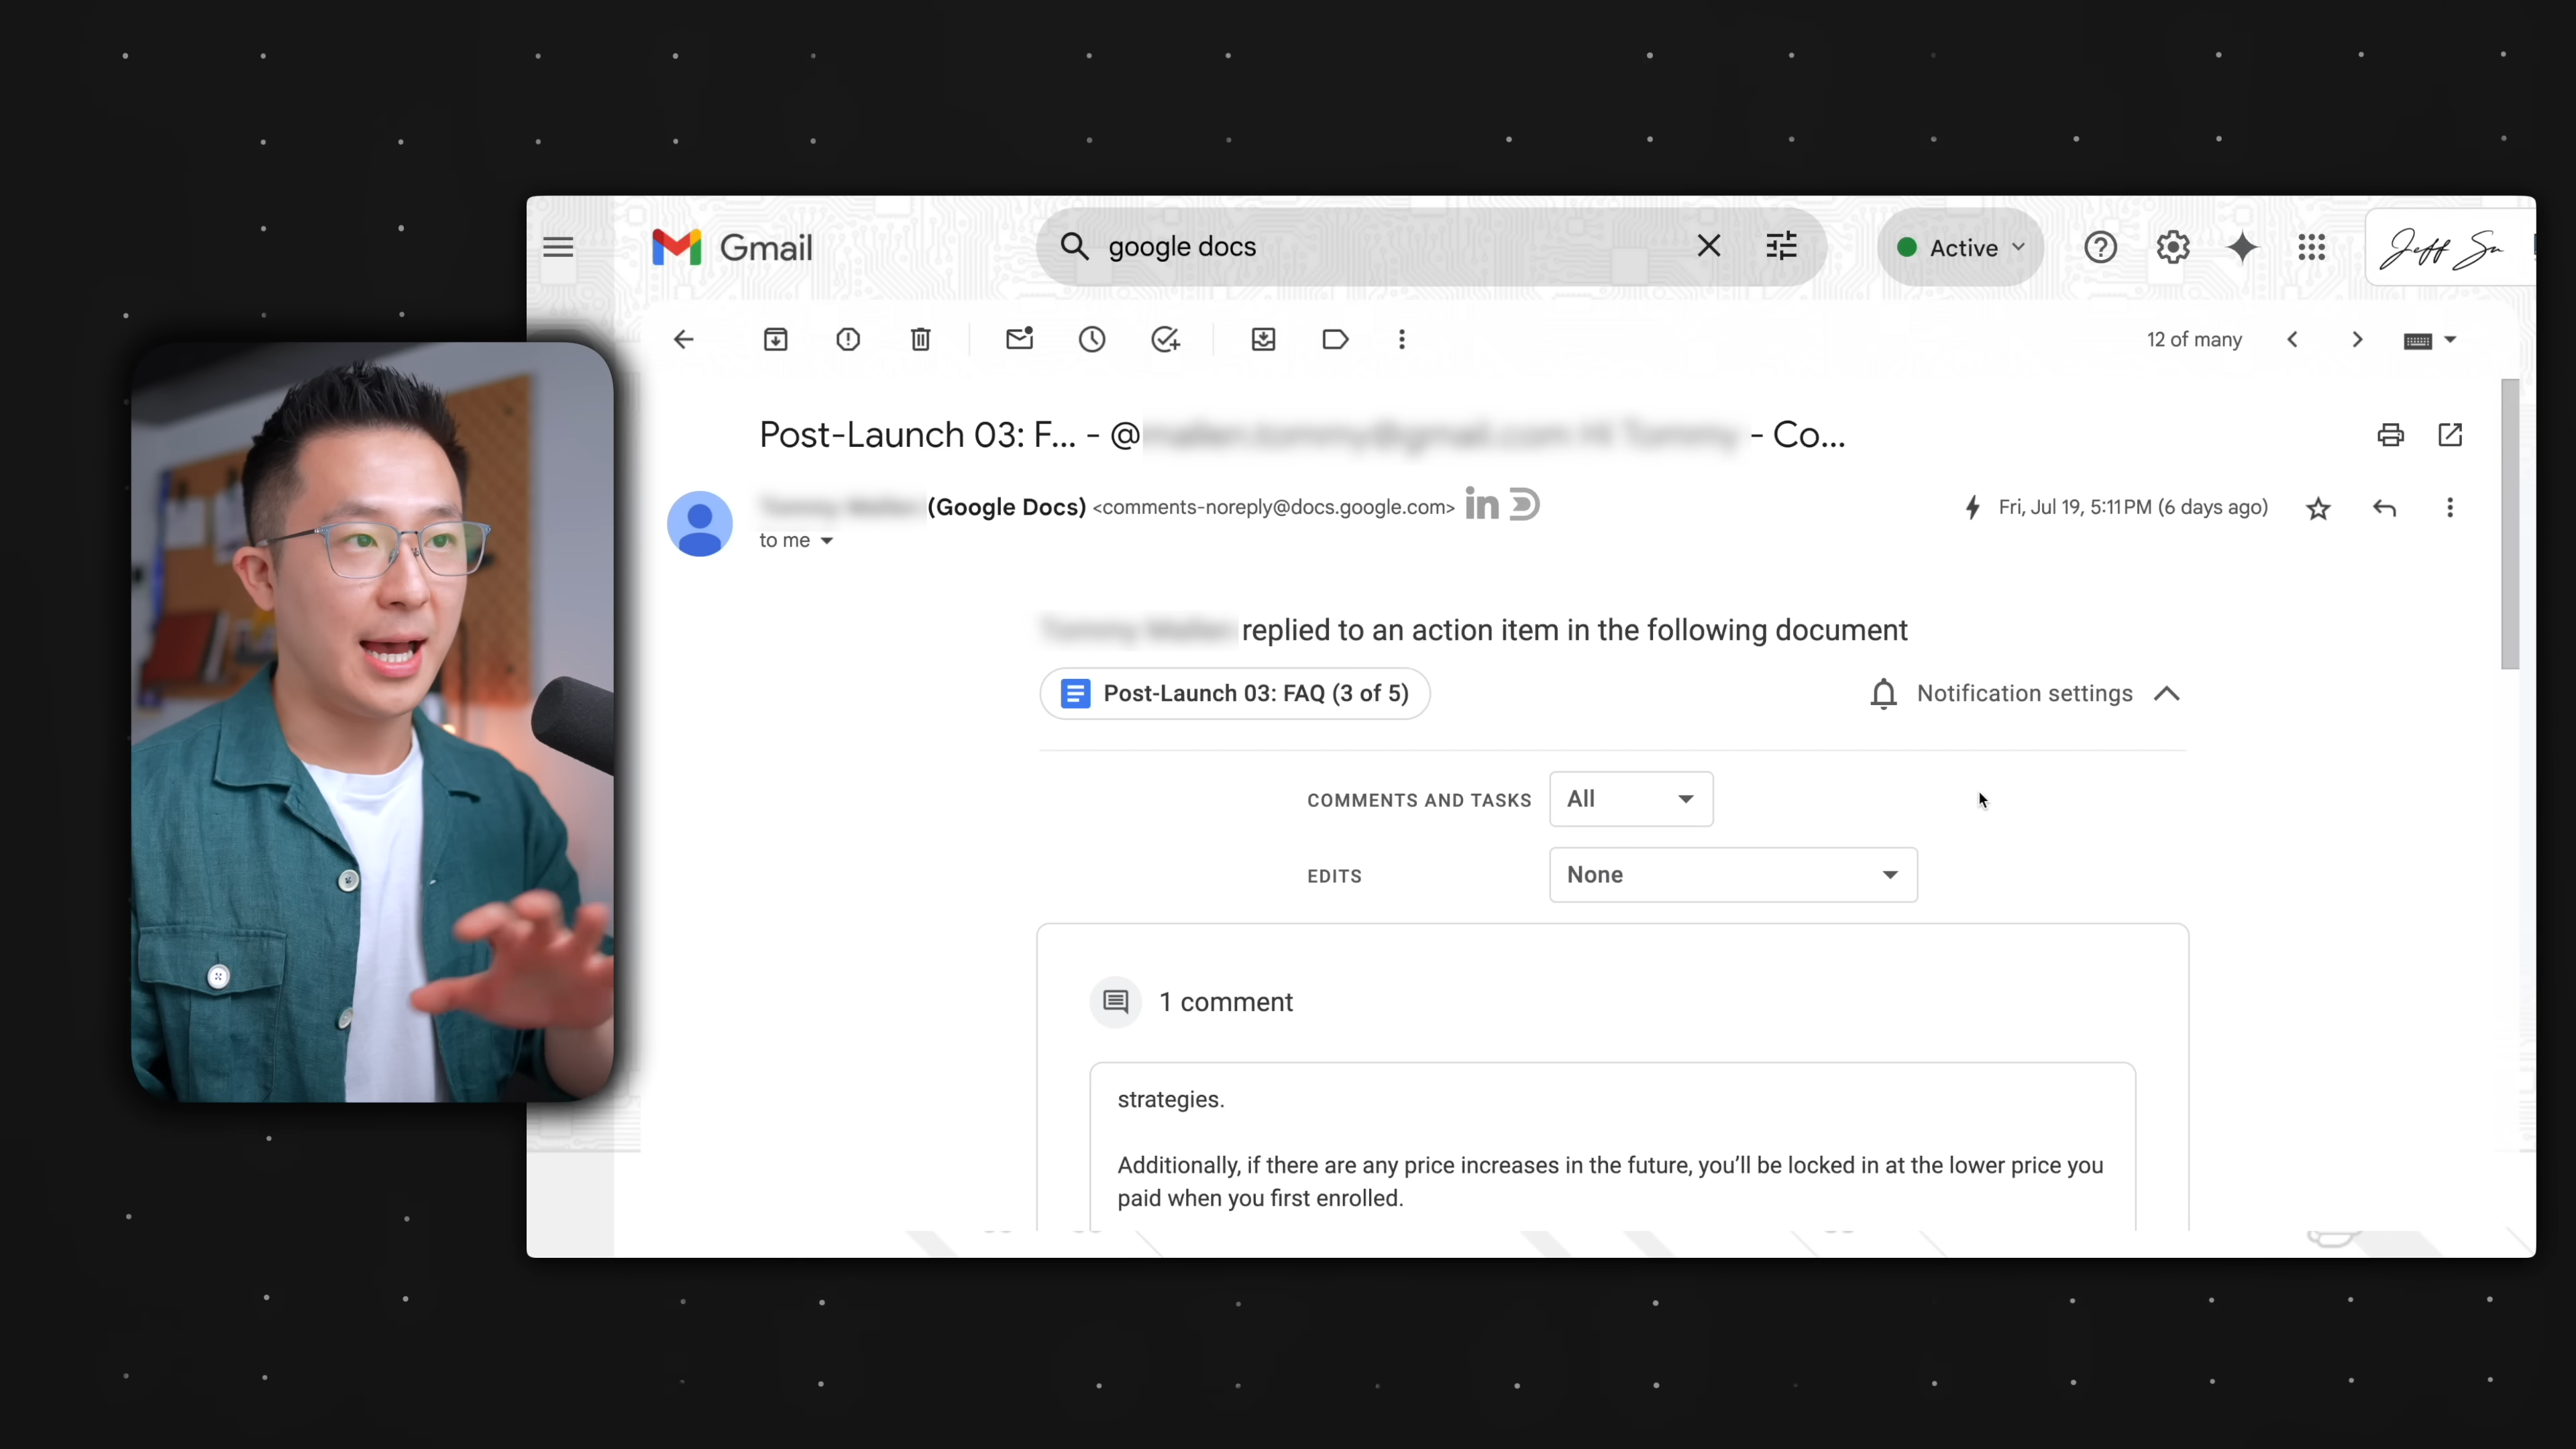 Gmail
google docs
Active
Jeff Su
12 of many
Post-Launch 03: F... - @ - Co...
(Google Docs) <comments-noreply@docs.google.com> in
Fri, Jul 19, 5:11 PM (6 days ago)
to me
replied to an action item in the following document
Post-Launch 03: FAQ (3 of 5)
Notification settings
COMMENTS AND TASKS
All
EDITS
None
1 comment
strategies.
Additionally, if there are any price increases in the future, you’ll be locked in at the lower price you
paid when you first enrolled.